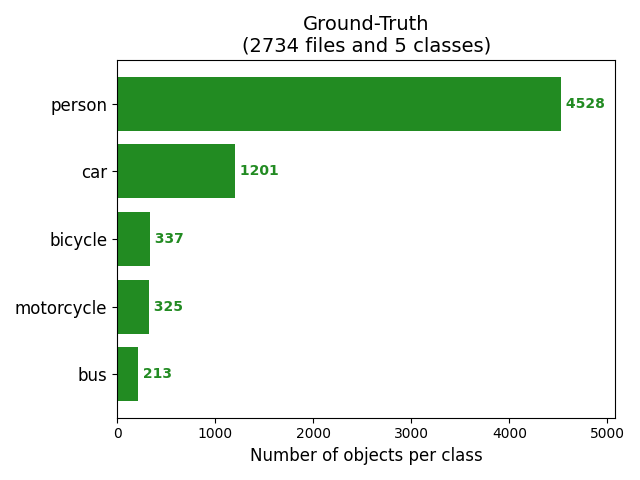 Ground-Truth
(2734 files and 5 classes)
person 4528
car 1201
bicycle 337
motorcycle 325
bus 213
0 1000 2000 3000 4000 5000
Number of objects per class